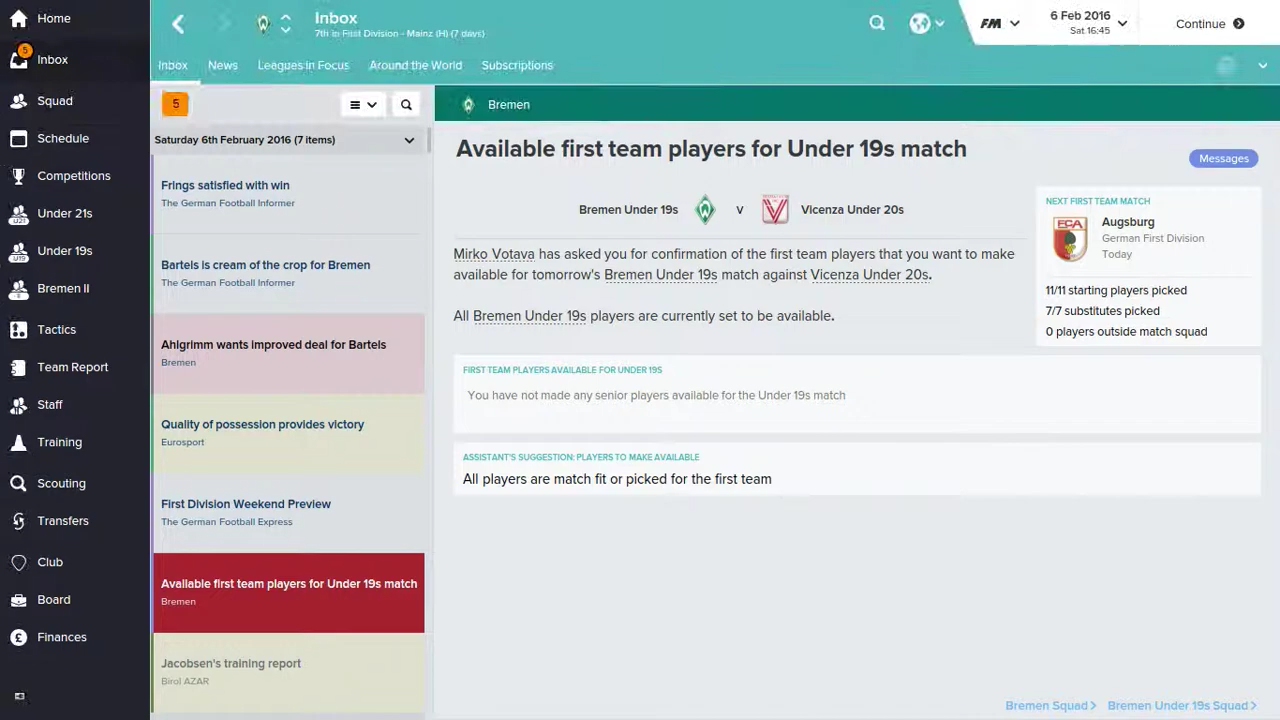 Home
5
Inbox
Squad
Schedule
Competitions
Under 21s
Under 19s
Bremen II
Tactics
Team Report
Staff
Training
Scouting
Transfers
Club
Board
Finances
Inbox
7th in First Division - Mainz (H) (7 days)
FM
6 Feb 2016
Sat 16:45
Continue
Inbox News Leagues in Focus Around the World Subscriptions
5
Saturday 6th February 2016 (7 items)
Frings satisfied with win
The German Football Informer
Bartels is cream of the crop for Bremen
The German Football Informer
Ahlgrimm wants improved deal for Bartels
Bremen
Quality of possession provides victory
Eurosport
First Division Weekend Preview
The German Football Express
Available first team players for Under 19s match
Bremen
Jacobsen's training report
Birol AZAR
Bremen
Available first team players for Under 19s match
Messages
Bremen Under 19s v Vicenza Under 20s
Mirko Votava has asked you for confirmation of the first team players that you want to make
available for tomorrow's Bremen Under 19s match against Vicenza Under 20s.
All Bremen Under 19s players are currently set to be available.
NEXT FIRST TEAM MATCH
FCA
Augsburg
German First Division
Today
11/11 starting players picked
7/7 substitutes picked
0 players outside match squad
FIRST TEAM PLAYERS AVAILABLE FOR UNDER 19S
You have not made any senior players available for the Under 19s match
ASSISTANT'S SUGGESTION: PLAYERS TO MAKE AVAILABLE
All players are match fit or picked for the first team
Bremen Squad Bremen Under 19s Squad